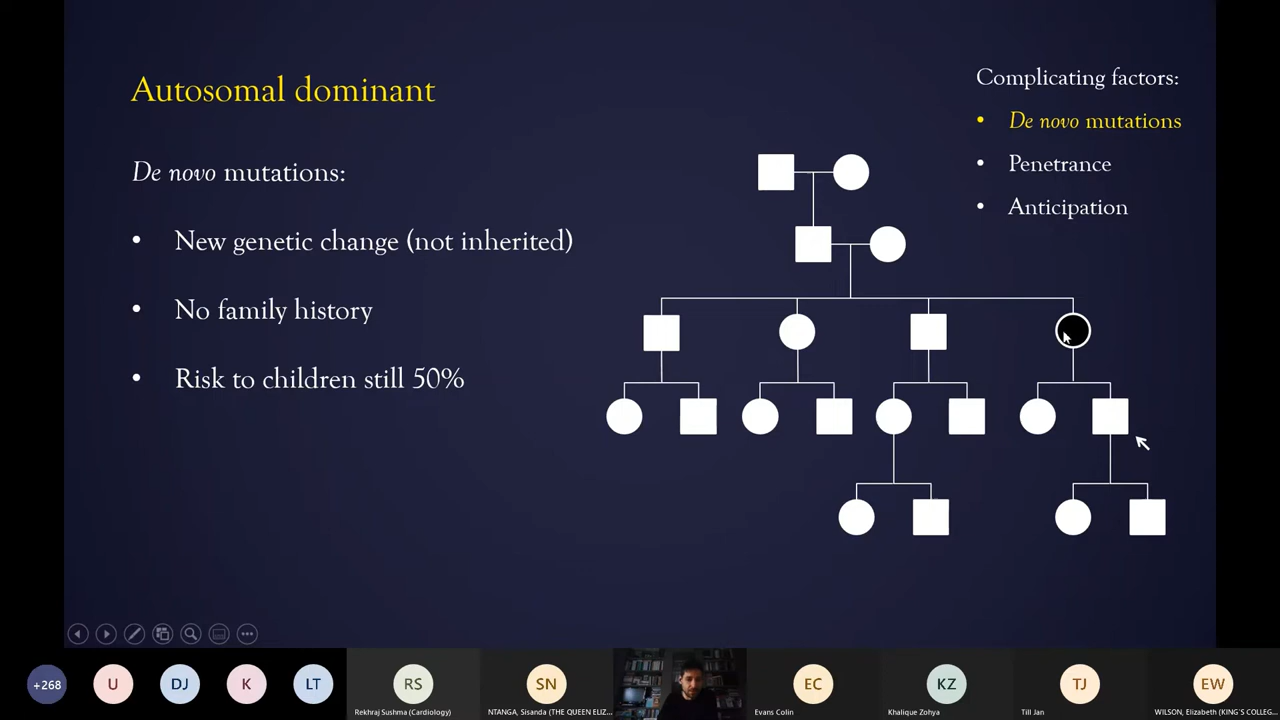 Autosomal dominant
De novo mutations:
• New genetic change (not inherited)
• No family history
• Risk to children still 50%
Complicating factors:
• De novo mutations
• Penetrance
• Anticipation
+268
U
DJ
K
LT
RS
Rekhraj Sushma (Cardiology)
SN
NTANGA, Sisanda (THE QUEEN ELIZ...
EC
Evans Colin
KZ
Khalique Zohya
TJ
Till Jan
EW
WILSON, Elizabeth (KING'S COLLEG...